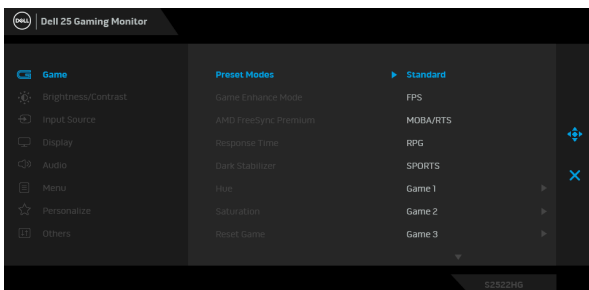 DELL
Dell 25 Gaming Monitor
Game
Brightness/Contrast
Input Source
Display
Audio
Menu
Personalize
Others
Preset Modes
Game Enhance Mode
AMD FreeSync Premium
Response Time
Dark Stabilizer
Hue
Saturation
Reset Game
Standard
FPS
MOBA/RTS
RPG
SPORTS
Game 1
Game 2
Game 3
S2522HG